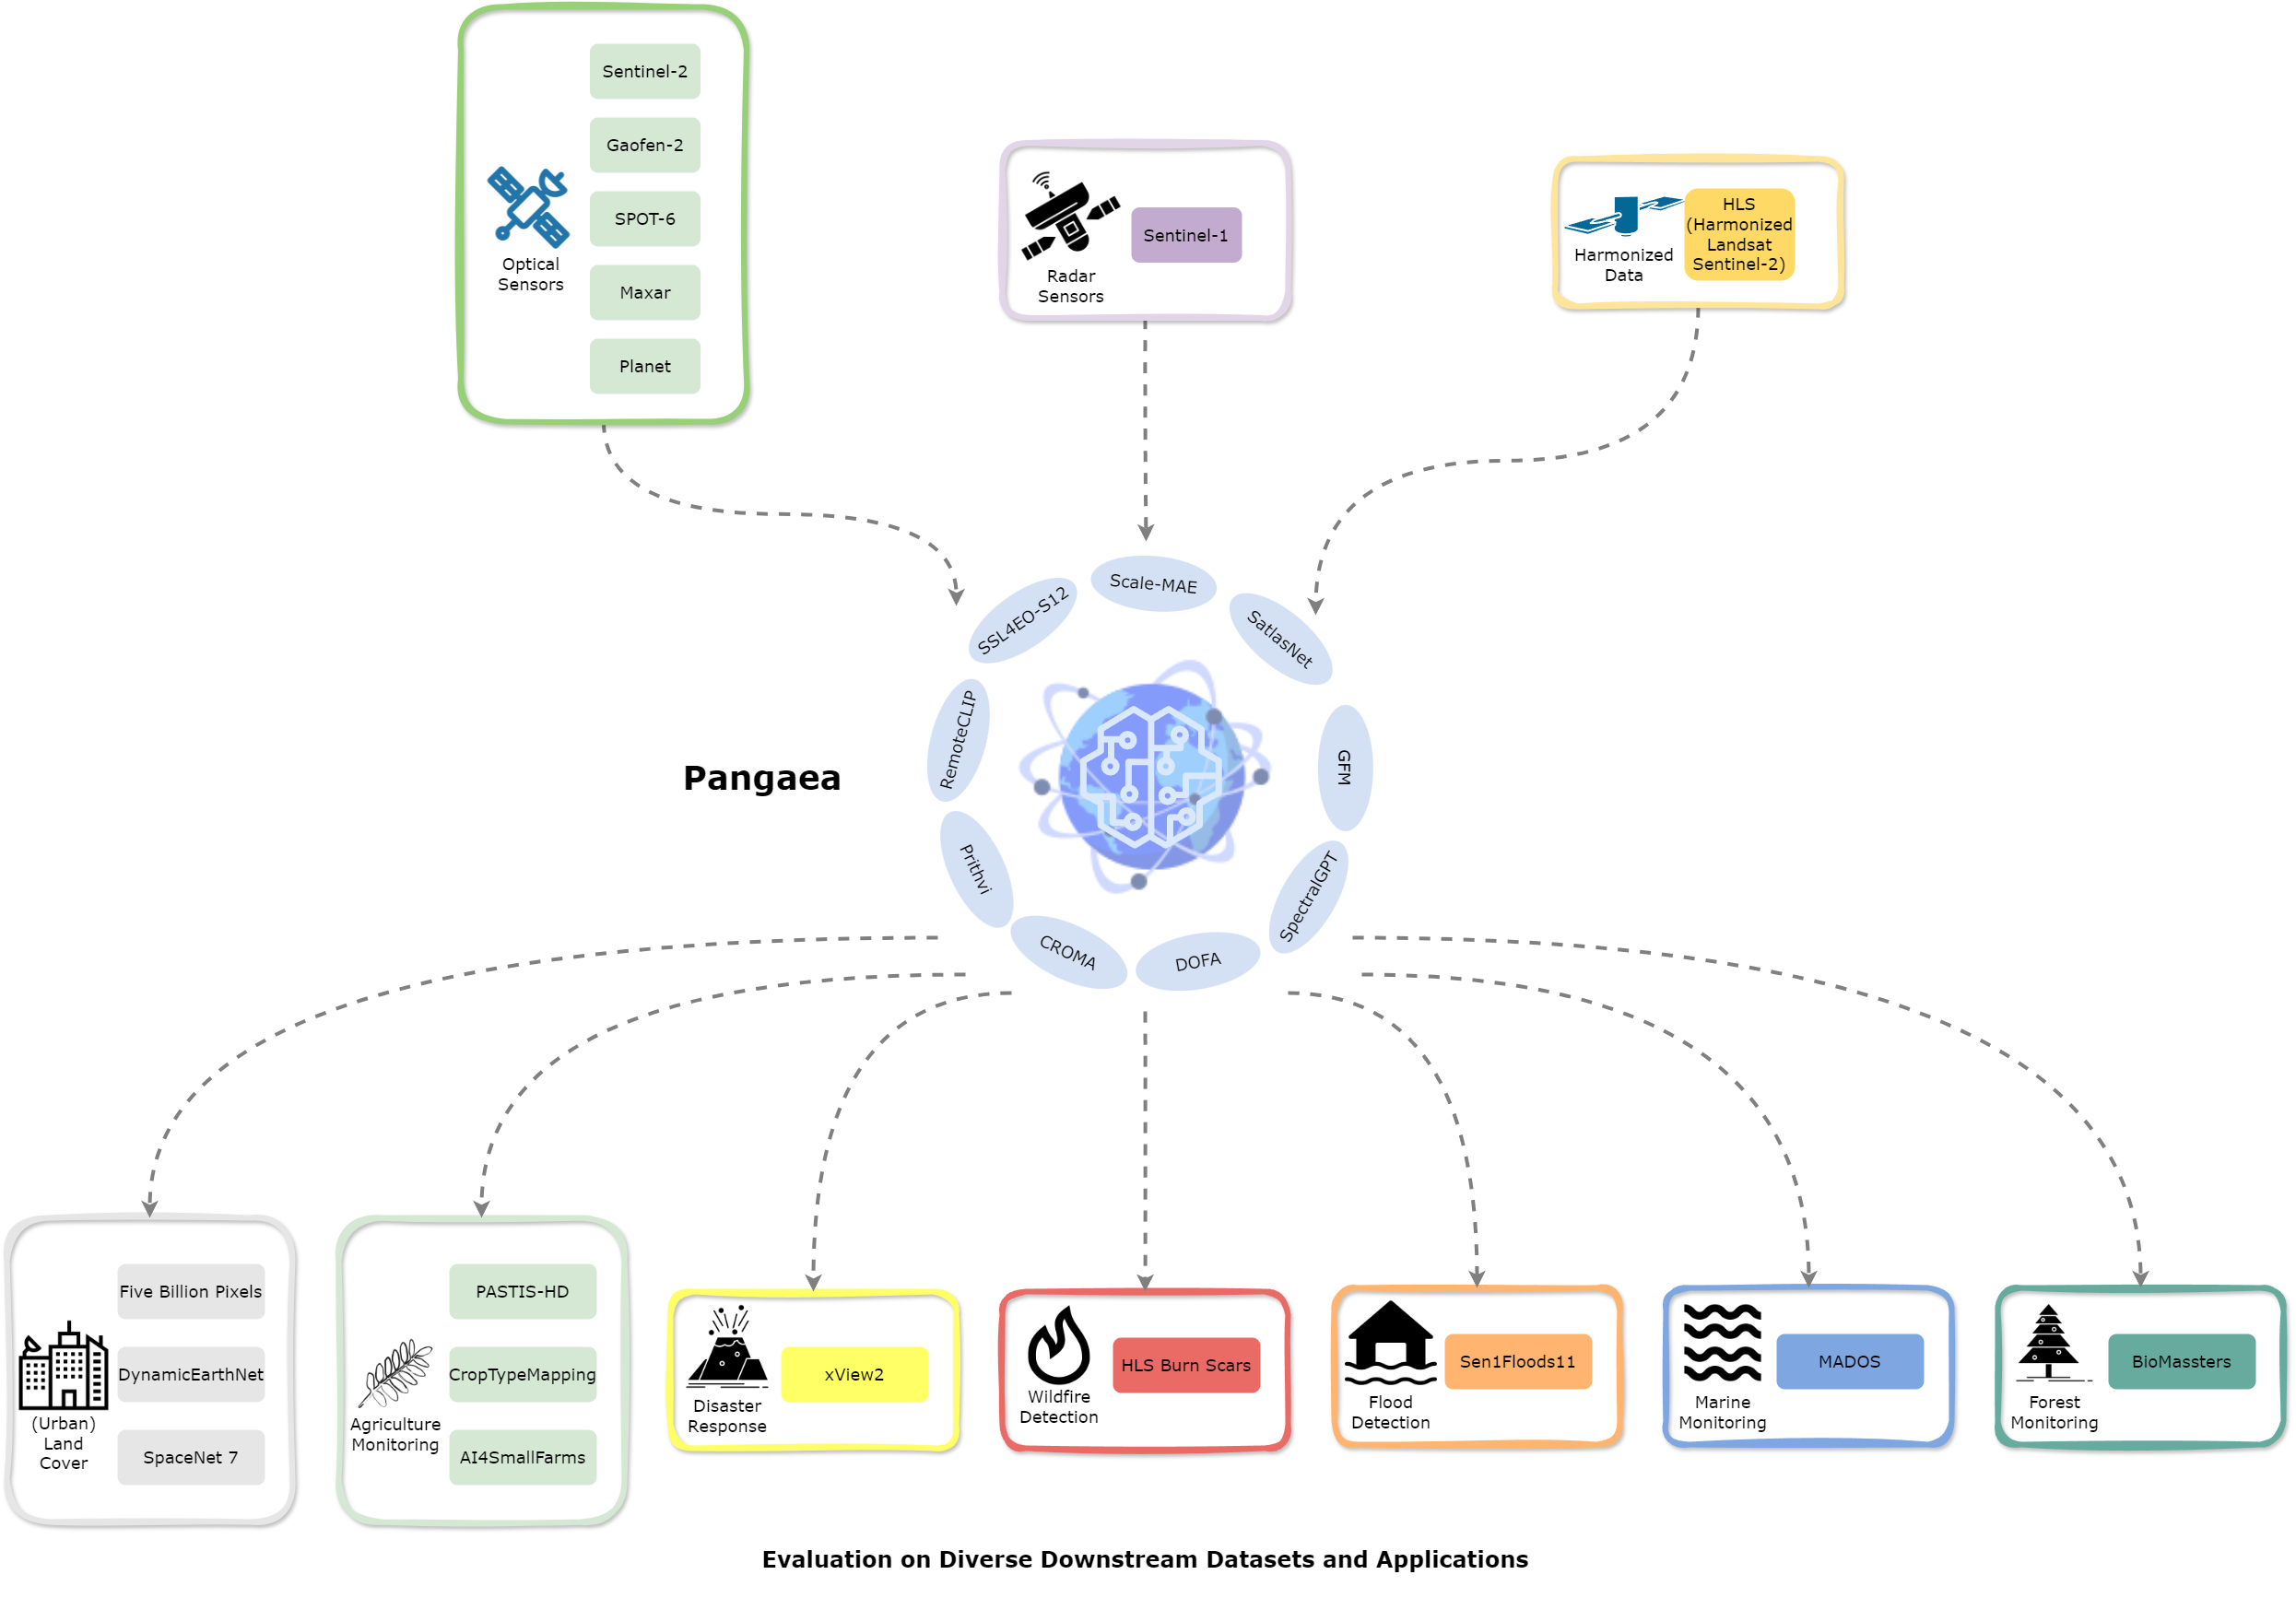 Sentinel-2
Gaofen-2
SPOT-6
Maxar
Planet
Optical
Sensors
Radar
Sensors
Sentinel-1
Harmonized
Data
HLS
(Harmonized
Landsat
Sentinel-2)
SSL4EO-S12
Scale-MAE
SatlasNet
RemoteCLIP
GFM
Pangaea
Prithvi
SpectralGPT
CROMA
DOFA
(Urban)
Land
Cover
Five Billion Pixels
DynamicEarthNet
SpaceNet 7
Agriculture
Monitoring
PASTIS-HD
CropTypeMapping
AI4SmallFarms
Disaster
Response
xView2
Wildfire
Detection
HLS Burn Scars
Flood
Detection
Sen1Floods11
Marine
Monitoring
MADOS
Forest
Monitoring
BioMassters
Evaluation on Diverse Downstream Datasets and Applications